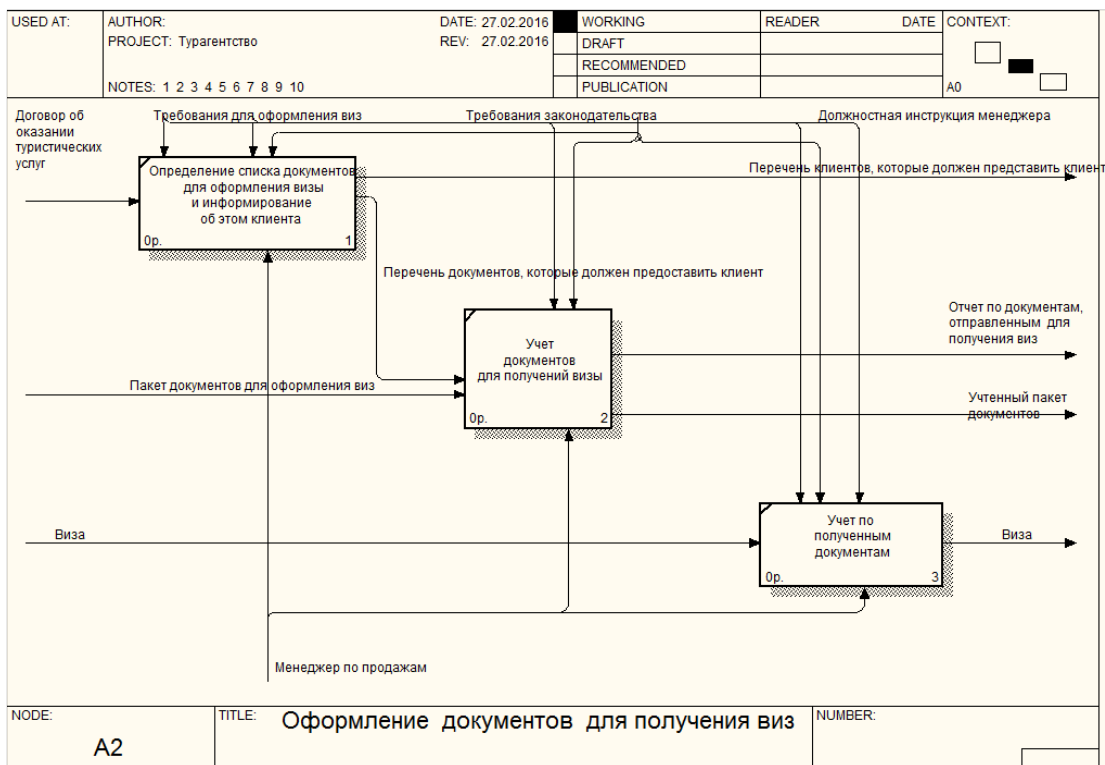 USED AT:
AUTHOR:
DATE: 27.02.2016
WORKING
READER
DATE
CONTEXT:
PROJECT: Турагентство
REV: 27.02.2016
DRAFT
RECOMMENDED
NOTES: 1 2 3 4 5 6 7 8 9 10
PUBLICATION
A0
Договор об
оказании
туристических
услуг
Требования для оформления виз
Требования законодательства
Должностная инструкция менеджера
Определение списка документов
для оформления визы
и информирование
об этом клиента
0р.
1
Перечень клиентов, которые должен представить клиент
Перечень документов, которые должен предоставить клиент
Отчет по документам,
отправленным для
получения виз
Учет
документов
для получений визы
0р.
2
Пакет документов для оформления виз
Учтенный пакет
документов
Виза
Учет по
полученным
документам
0р.
3
Виза
Менеджер по продажам
NODE:
A2
TITLE:
Оформление документов для получения виз
NUMBER: